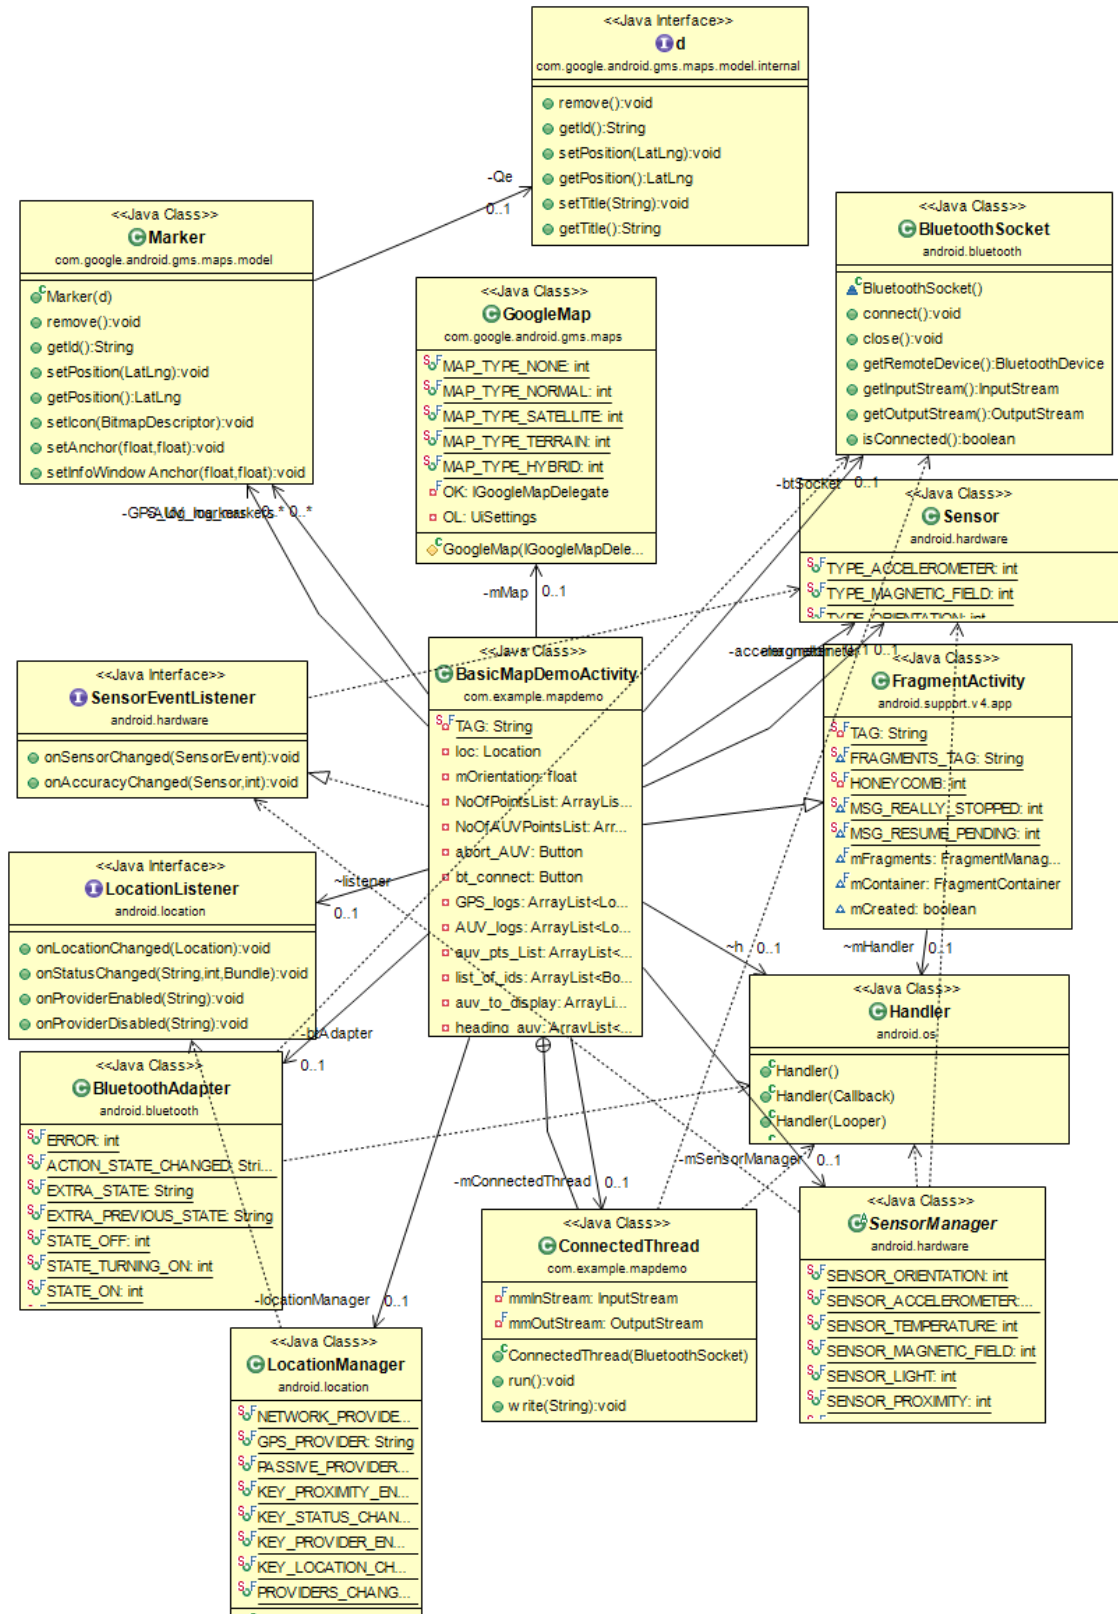 <<Java Interface>>
d
com.google.android.gms.maps.model.internal
remove():void
getId():String
setPosition(LatLng):void
getPosition():LatLng
setTitle(String):void
getTitle():String
-Qe
0..1
<<Java Class>>
Marker
com.google.android.gms.maps.model
Marker(d)
remove():void
getId():String
setPosition(LatLng):void
getPosition():LatLng
setIcon(BitmapDescriptor):void
setAnchor(float,float):void
setInfoWindowAnchor(float,float):void
0..*
0..*
<<Java Class>>
GoogleMap
com.google.android.gms.maps
MAP_TYPE_NONE: int
MAP_TYPE_NORMAL: int
MAP_TYPE_SATELLITE: int
MAP_TYPE_TERRAIN: int
MAP_TYPE_HYBRID: int
OK: IGoogleMapDelegate
OL: UiSettings
GoogleMap(IGoogleMapDele...
-mMap
0..1
<<Java Class>>
BluetoothSocket
android.bluetooth
BluetoothSocket()
connect():void
close():void
getRemoteDevice():BluetoothDevice
getInputStream():InputStream
getOutputStream():OutputStream
isConnected():boolean
-btSocket
0..1
<<Java Class>>
Sensor
android.hardware
TYPE_ACCELEROMETER: int
TYPE_MAGNETIC_FIELD: int
TYPE_ORIENTATION: int
0..1
<<Java Class>>
BasicMapDemoActivity
com.example.mapdemo
TAG: String
loc: Location
mOrientation: float
NoOfPointsList: ArrayLis...
NoOfAUVPointsList: Arr...
abort_AUV: Button
bt_connect: Button
GPS_logs: ArrayList<Lo...
AUV_logs: ArrayList<Lo...
auv_pts_List: ArrayList<...
list_of_ids: ArrayList<Bo...
auv_to_display: ArrayLi...
heading_auv: ArrayList<...
<<Java Interface>>
SensorEventListener
android.hardware
onSensorChanged(SensorEvent):void
onAccuracyChanged(Sensor,int):void
<<Java Class>>
FragmentActivity
android.support.v4.app
TAG: String
FRAGMENTS_TAG: String
HONEYCOMB: int
MSG_REALLY_STOPPED: int
MSG_RESUME_PENDING: int
mFragments: FragmentManag...
mContainer: FragmentContainer
mCreated: boolean
<<Java Interface>>
LocationListener
android.location
onLocationChanged(Location):void
onStatusChanged(String,int,Bundle):void
onProviderEnabled(String):void
onProviderDisabled(String):void
~listener
0..1
~h
0..1
~mHandler
0..1
<<Java Class>>
Handler
android.os
Handler()
Handler(Callback)
Handler(Looper)
-btAdapter
0..1
<<Java Class>>
BluetoothAdapter
android.bluetooth
ERROR: int
ACTION_STATE_CHANGED: Stri...
EXTRA_STATE: String
EXTRA_PREVIOUS_STATE: String
STATE_OFF: int
STATE_TURNING_ON: int
STATE_ON: int
-mConnectedThread
0..1
-mSensorManager
0..1
<<Java Class>>
ConnectedThread
com.example.mapdemo
mmInStream: InputStream
mmOutStream: OutputStream
ConnectedThread(BluetoothSocket)
run():void
write(String):void
<<Java Class>>
SensorManager
android.hardware
SENSOR_ORIENTATION: int
SENSOR_ACCELEROMETER:...
SENSOR_TEMPERATURE: int
SENSOR_MAGNETIC_FIELD: int
SENSOR_LIGHT: int
SENSOR_PROXIMITY: int
-locationManager
0..1
<<Java Class>>
LocationManager
android.location
NETWORK_PROVIDE...
GPS_PROVIDER: String
PASSIVE_PROVIDER...
KEY_PROXIMITY_EN...
KEY_STATUS_CHAN...
KEY_PROVIDER_EN...
KEY_LOCATION_CH...
PROVIDERS_CHANG...